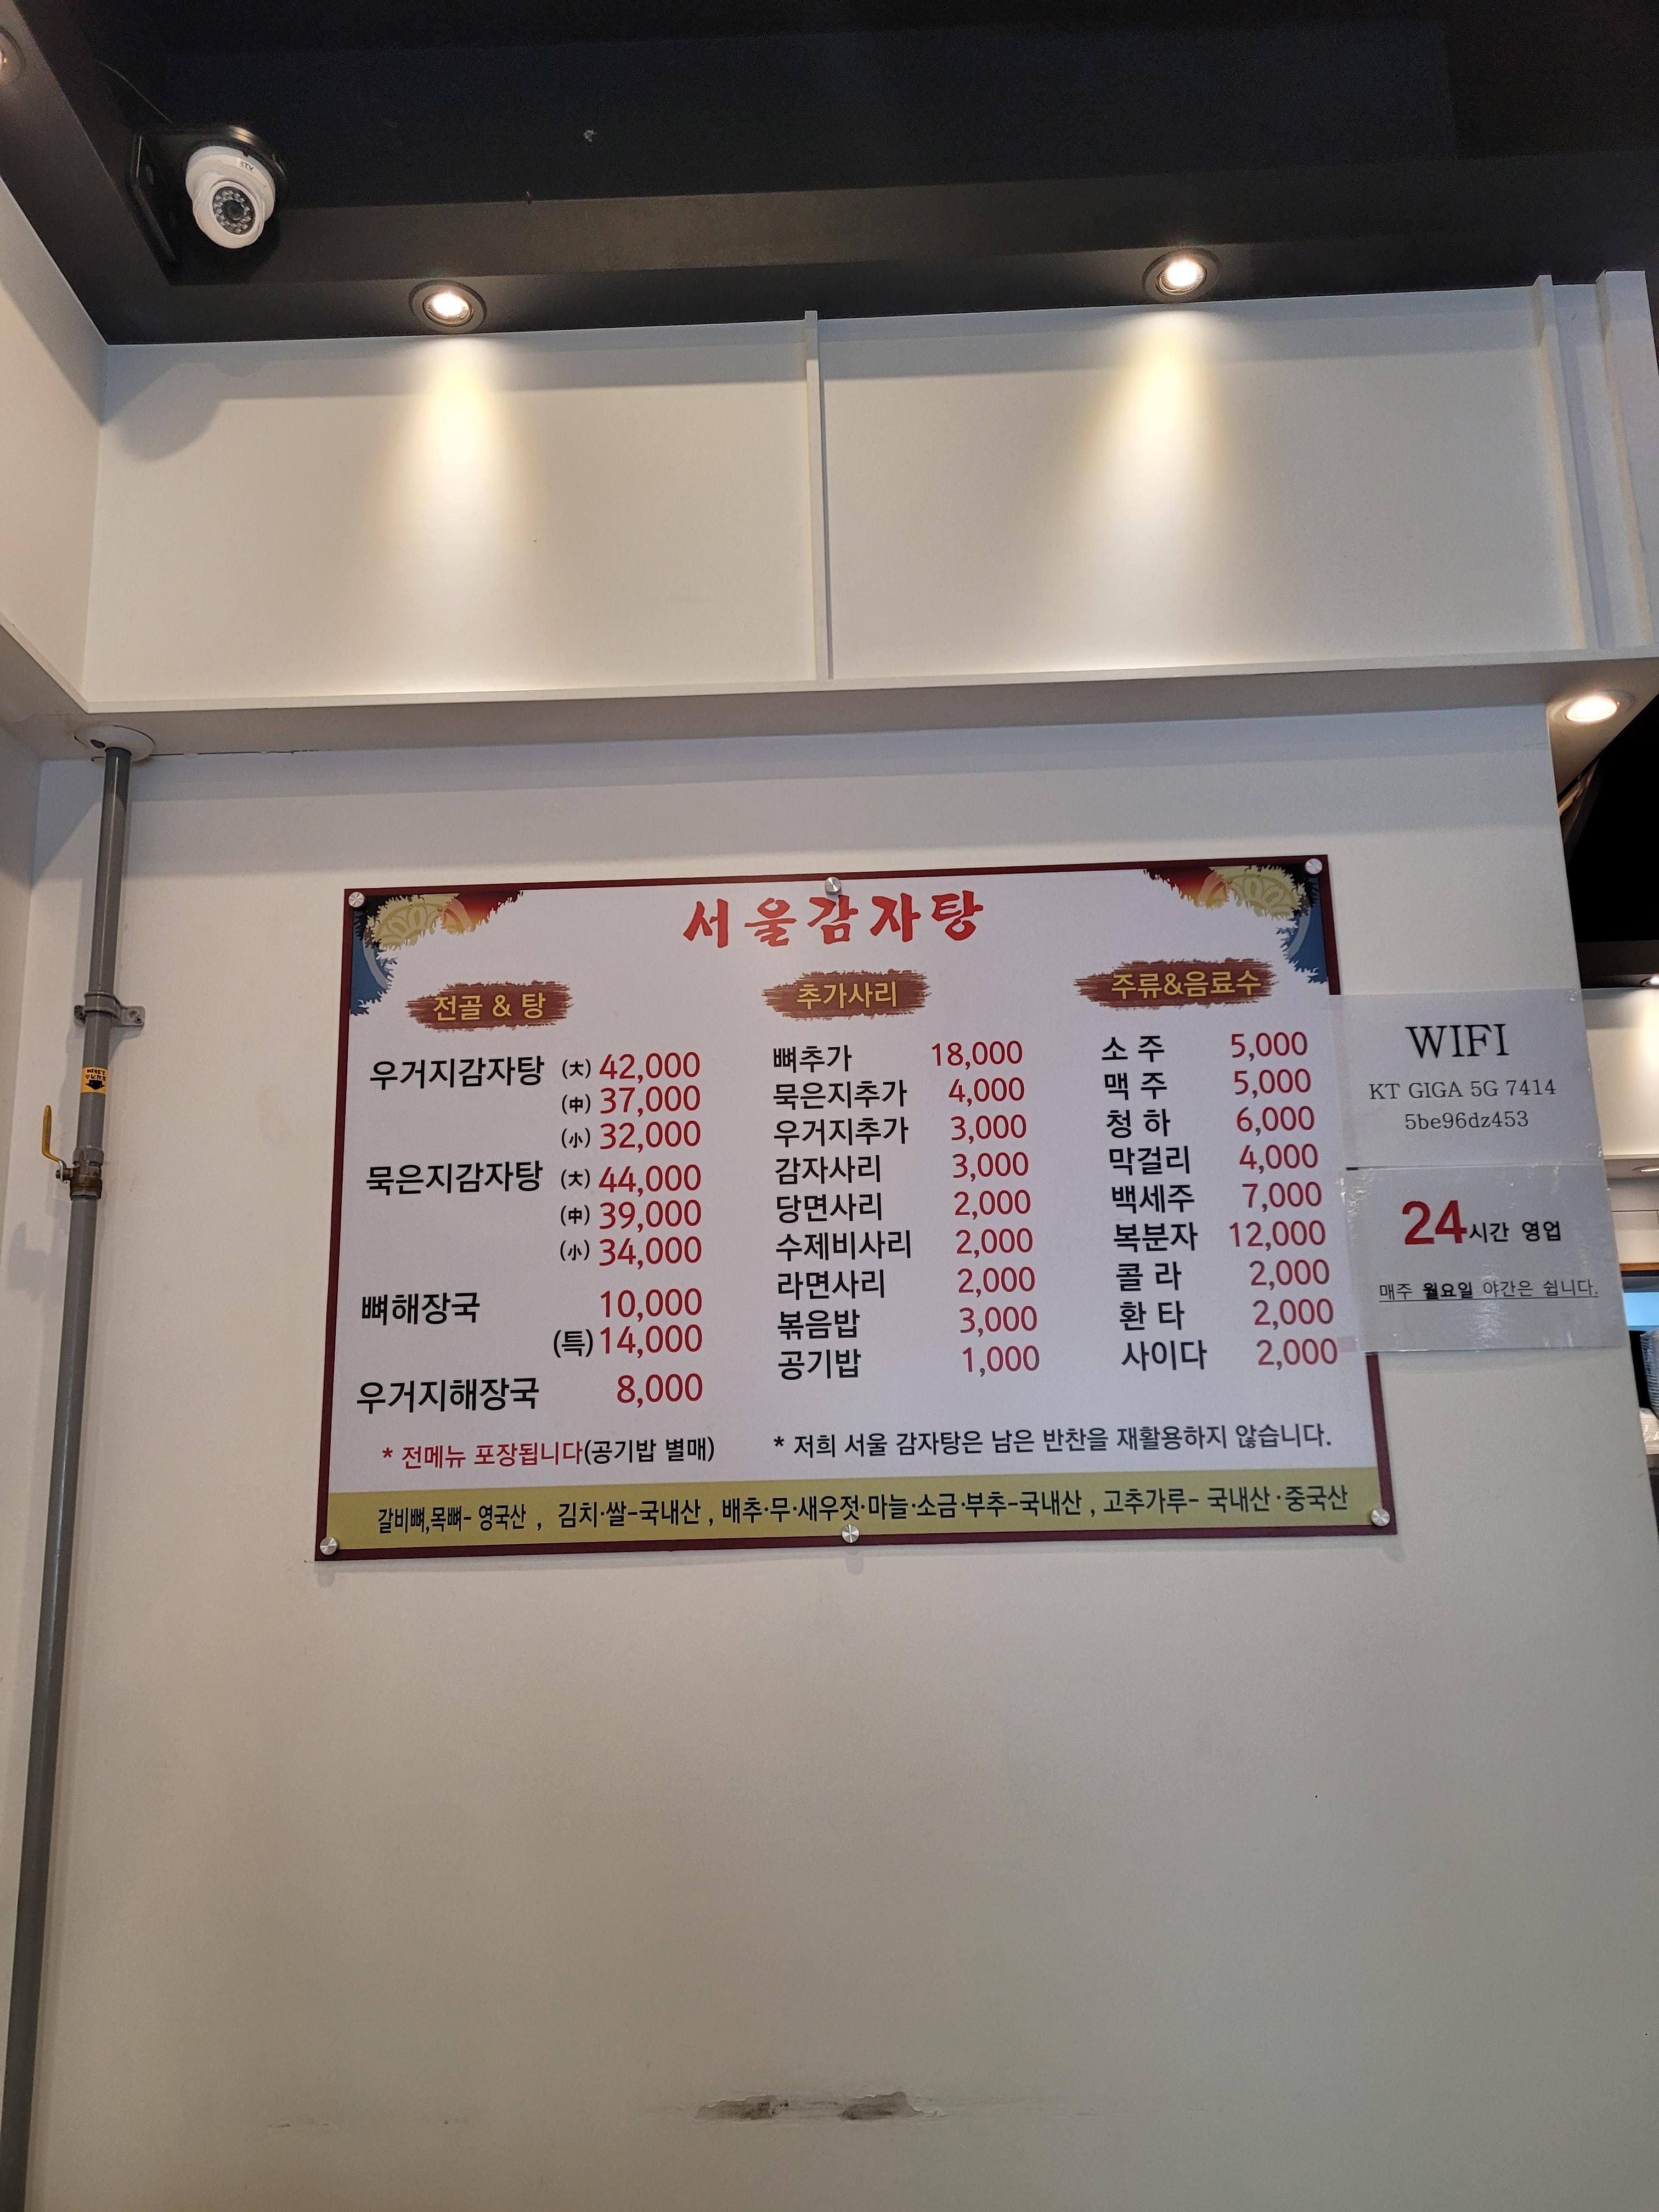 서울감자탕
전골 & 탕
우거지감자탕 (大) 42,000
(中) 37,000
(小) 32,000
묵은지감자탕 (大) 44,000
(中) 39,000
(小) 34,000
뼈해장국 10,000
(특) 14,000
우거지해장국 8,000
* 전메뉴 포장됩니다(공기밥 별매)
추가사리
뼈추가 18,000
묵은지추가 4,000
우거지추가 3,000
감자사리 3,000
당면사리 2,000
수제비사리 2,000
라면사리 2,000
볶음밥 3,000
공기밥 1,000
주류&음료수
소 주 5,000
맥 주 5,000
청 하 6,000
막걸리 4,000
백세주 7,000
복분자 12,000
콜 라 2,000
환 타 2,000
사이다 2,000
* 저희 서울 감자탕은 남은 반찬을 재활용하지 않습니다.
갈비뼈,목뼈- 영국산 , 김치·쌀-국내산 , 배추·무·새우젓·마늘·소금·부추-국내산 , 고추가루- 국내산·중국산
WIFI
KT GIGA 5G 7414
5be96dz453
24시간 영업
매주 월요일 야간은 쉽니다.